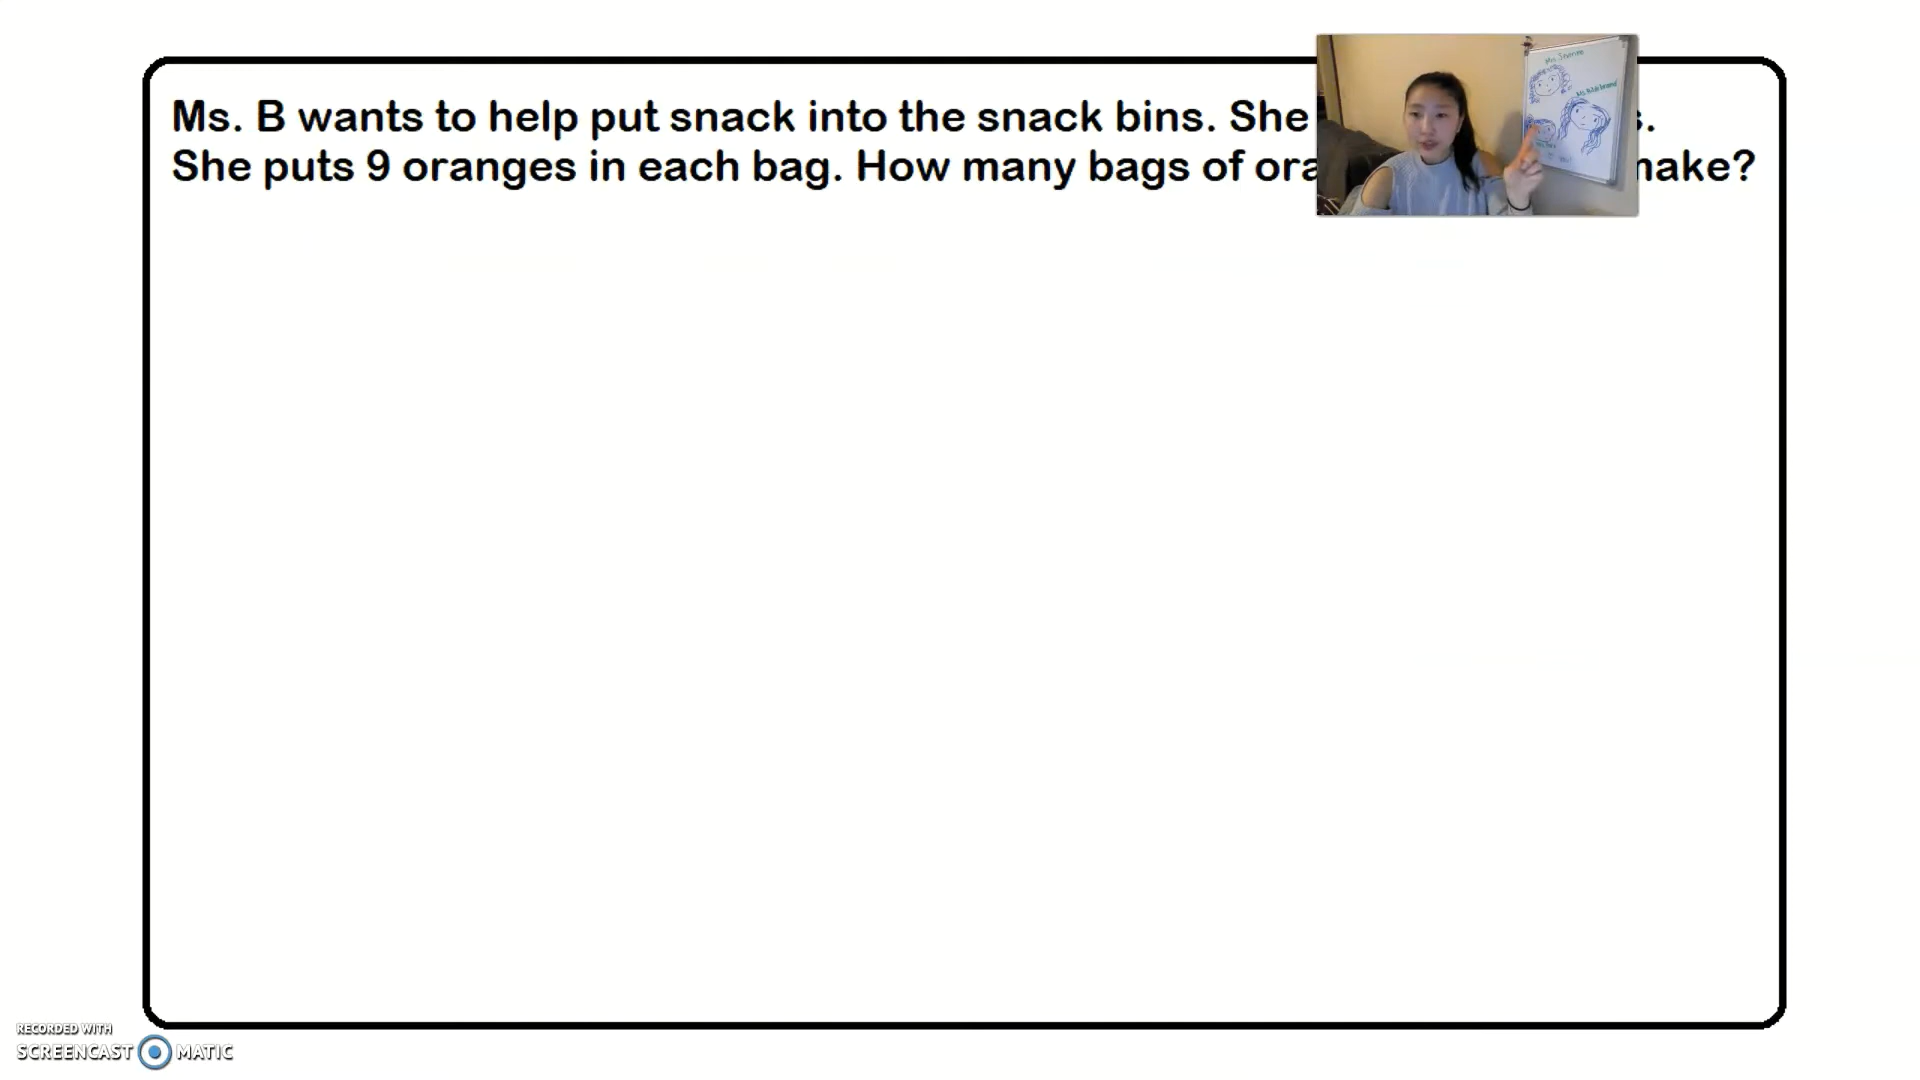 Ms. B wants to help put snack into the snack bins. She
She puts 9 oranges in each bag. How many bags of ora make?
RECORDED WITH
SCREENCAST MATIC